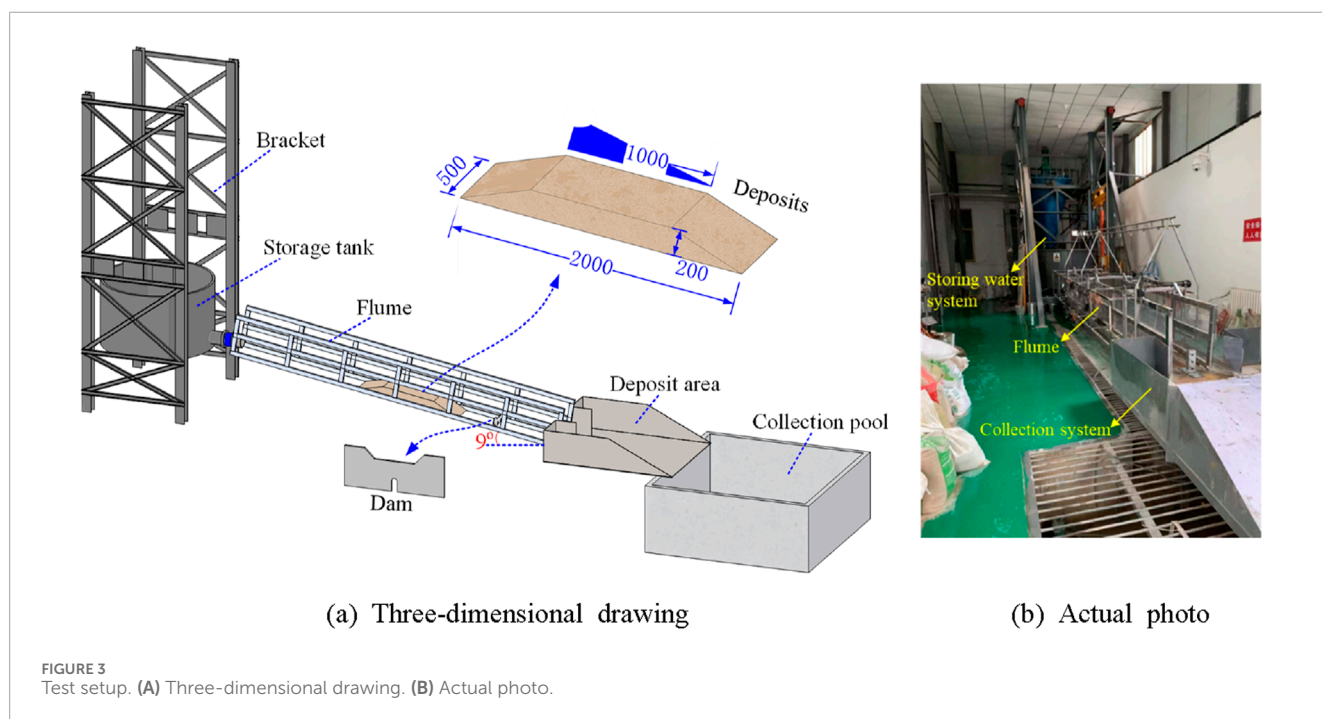 Bracket
Storage tank
Flume
500
1000
Deposits
2000
200
Deposit area
Collection pool
9°(
Dam
Storing water
system
Flume
Collection system
(a) Three-dimensional drawing
(b) Actual photo
FIGURE 3
Test setup. (A) Three-dimensional drawing. (B) Actual photo.